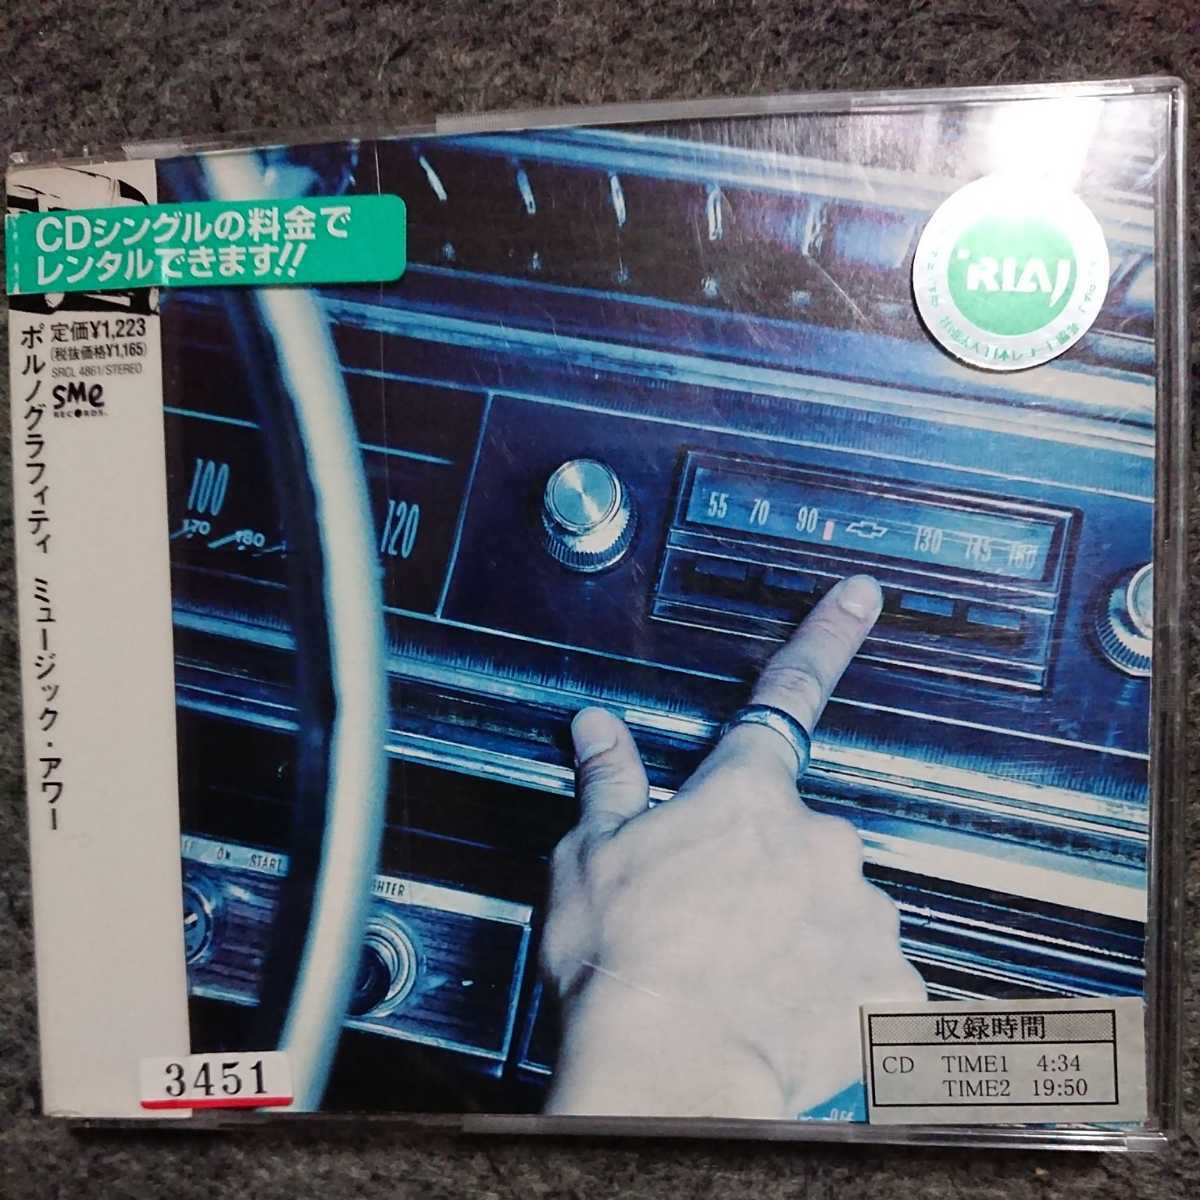 CDシングルの料金で
レンタルできます!!
定価¥1,223
(税抜価格¥1,165)
SRCL 4861/STEREO
SMe
RECORDS.
ポルノグラフィティ ミュージック・アワー
RIAJ
100
120
170
180
55 70 90 130 145 160
ON START
GHTER
3451
収録時間
CD TIME1 4:34
TIME2 19:50